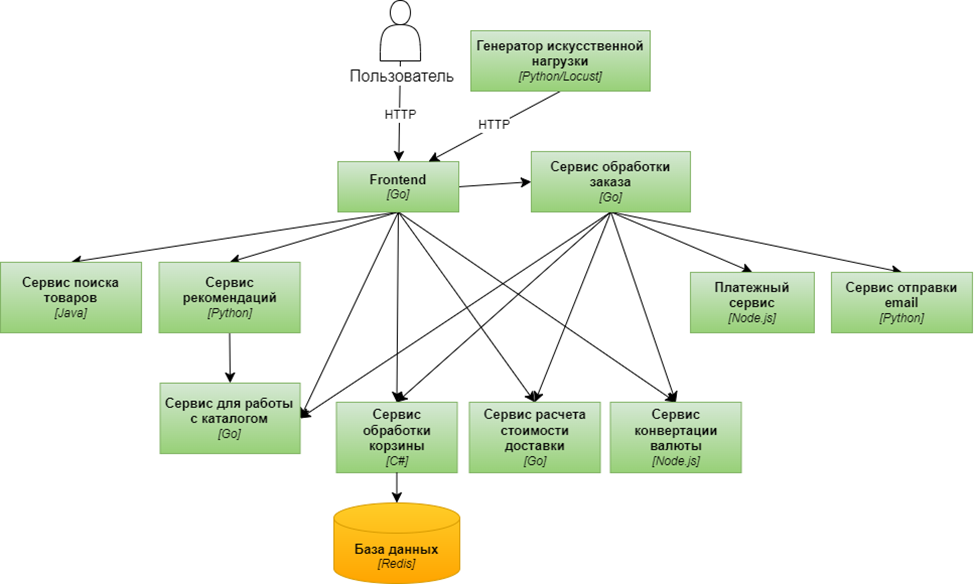 Генератор искусственной
нагрузки
[Python/Locust]
Пользователь
HTTP
HTTP
Frontend
[Go]
Сервис обработки
заказа
[Go]
Сервис поиска
товаров
[Java]
Сервис
рекомендаций
[Python]
Платежный
сервис
[Node.js]
Сервис отправки
email
[Python]
Сервис для работы
с каталогом
[Go]
Сервис
обработки
корзины
[C#]
Сервис расчета
стоимости
доставки
[Go]
Сервис
конвертации
валюты
[Node.js]
База данных
[Redis]